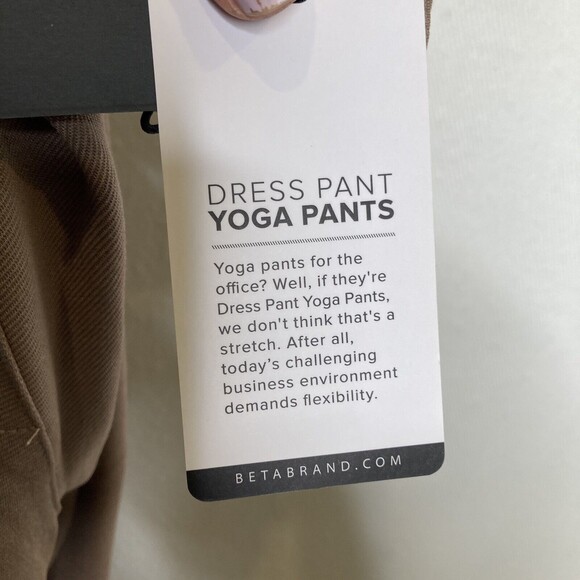 DRESS PANT
YOGA PANTS
Yoga pants for the
office? Well, if they're
Dress Pant Yoga Pants,
we don't think that's a
stretch. After all,
today's challenging
business environment
demands flexibility.
BETABRAND.COM